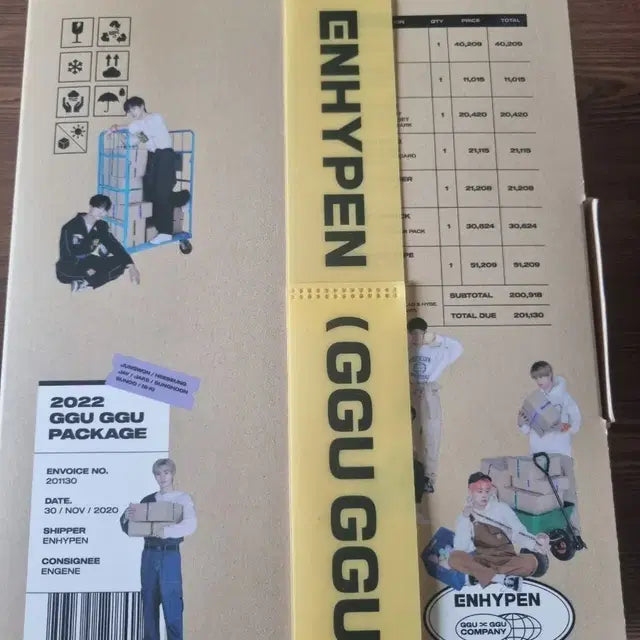 ENHYPEN
(GGU GGU
ON QTY PRICE TOTAL
1 40,209 40,209
1 11,015 11,015
1 20,420 20,420
CARD 1 21,115 21,115
1 21,208 21,208
PACK 1 30,624 30,624
1 51,209 51,209
SUBTOTAL 200,918
TOTAL DUE 201,130
JUNGWON / HEESEUNG
JAY / JAKE / SUNGHOON
SUNOO / NI-KI
2022
GGU GGU
PACKAGE
ENVOICE NO.
201130
DATE.
30 / NOV / 2020
SHIPPER
ENHYPEN
CONSIGNEE
ENGENE
ENHYPEN
GGU GGU
COMPANY